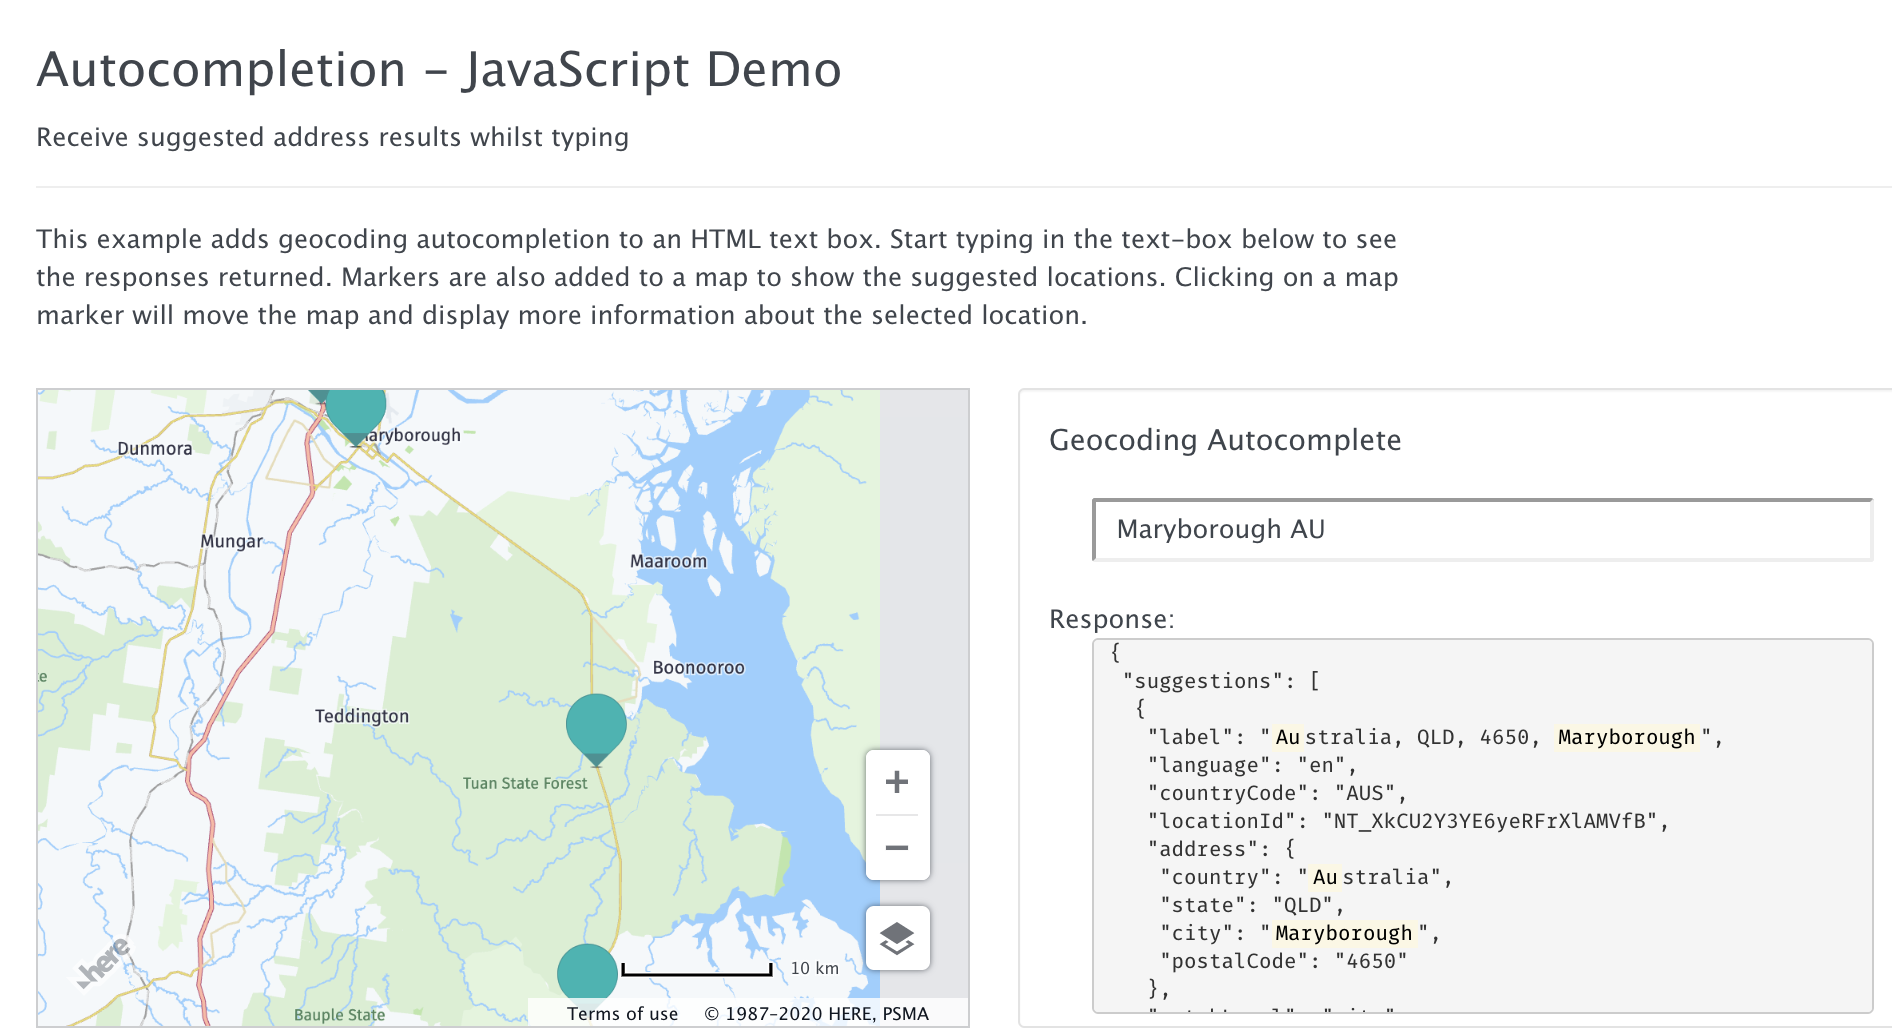 Autocompletion – JavaScript Demo
Receive suggested address results whilst typing
This example adds geocoding autocompletion to an HTML text box. Start typing in the text-box below to see
the responses returned. Markers are also added to a map to show the suggested locations. Clicking on a map
marker will move the map and display more information about the selected location.
Dunmora
aryborough
Mungar
Maaroom
Boonooroo
Teddington
Tuan State Forest
here
10 km
Bauple State
Terms of use © 1987–2020 HERE, PSMA
Geocoding Autocomplete
Maryborough AU
Response:
{
"suggestions": [
{
"label": "Australia, QLD, 4650, Maryborough",
"language": "en",
"countryCode": "AUS",
"locationId": "NT_XkCU2Y3YE6yeRFrXlAMVfB",
"address": {
"country": "Australia",
"state": "QLD",
"city": "Maryborough",
"postalCode": "4650"
},